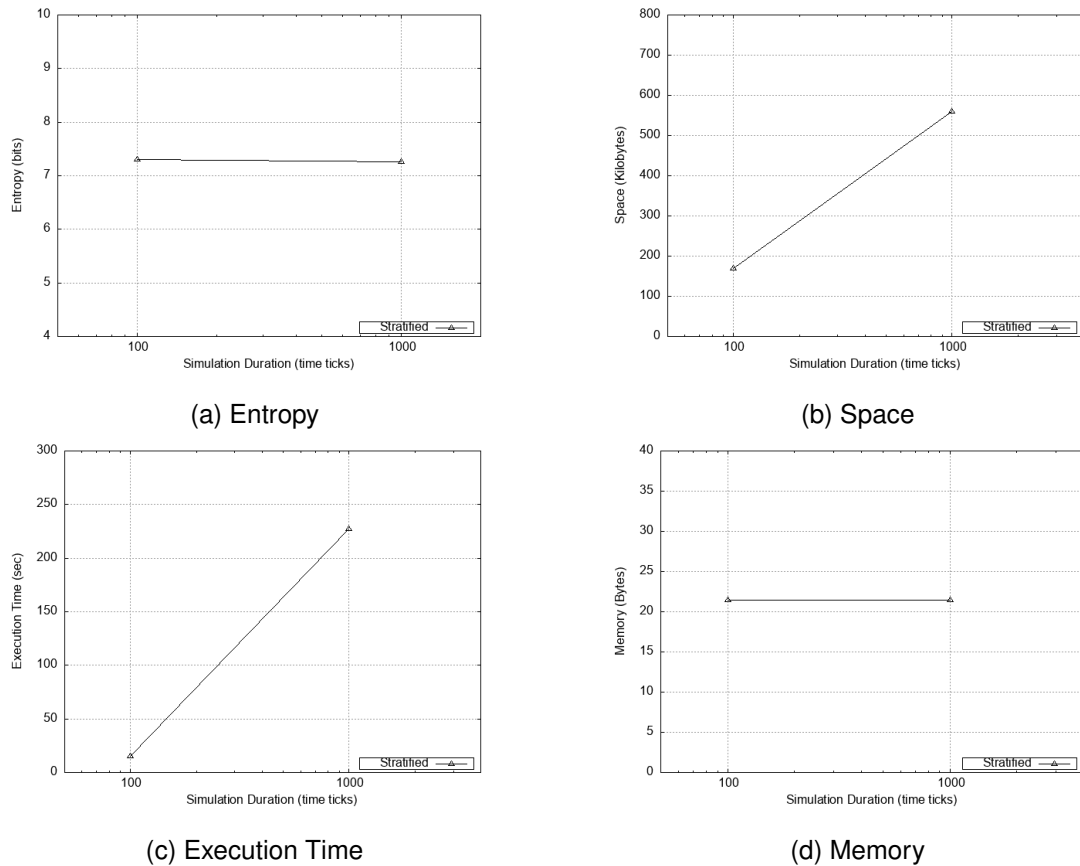 10
9
8
7
6
5
4
Entropy (bits)
100 1000
Simulation Duration (time ticks)
Stratified
(a) Entropy
800
700
600
500
400
300
200
100
0
Space (Kilobytes)
100 1000
Simulation Duration (time ticks)
Stratified
(b) Space
300
250
200
150
100
50
0
Execution Time (sec)
100 1000
Simulation Duration (time ticks)
Stratified
(c) Execution Time
40
35
30
25
20
15
10
5
0
Memory (Bytes)
100 1000
Simulation Duration (time ticks)
Stratified
(d) Memory